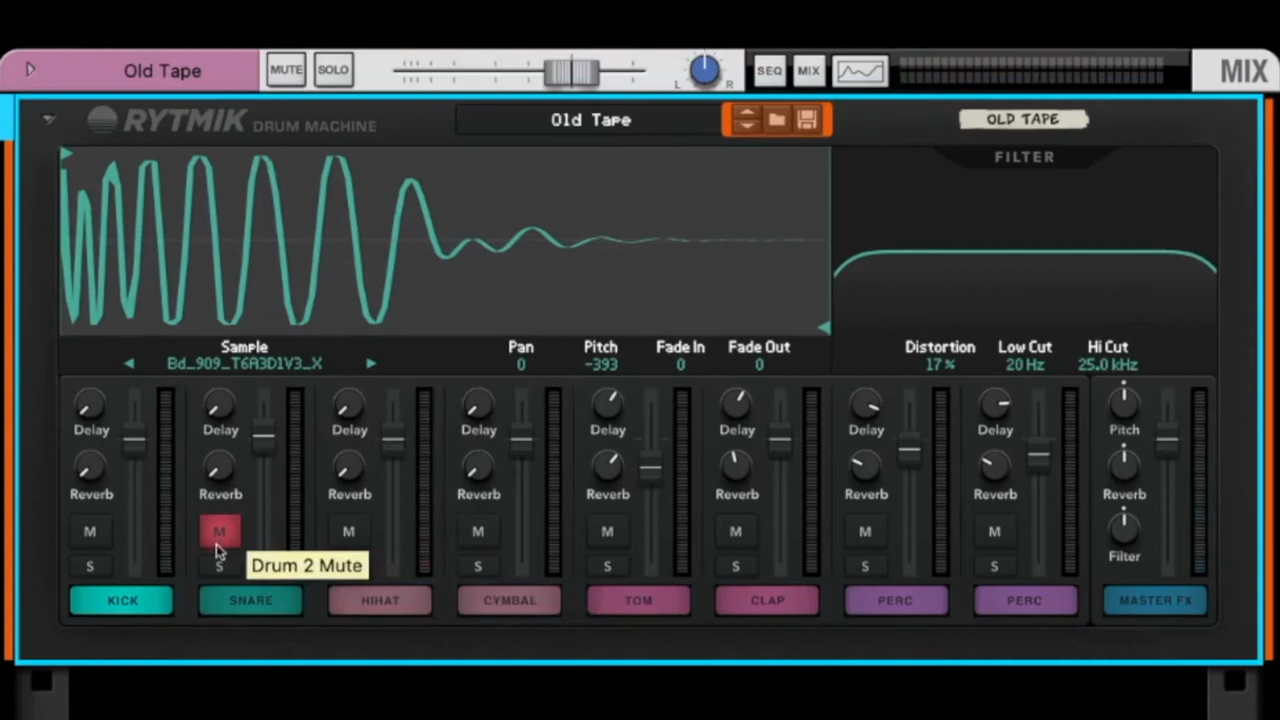 Old Tape MUTE SOLO L R SEQ MIX MIX
RYTMIK DRUM MACHINE Old Tape OLD TAPE
FILTER
Sample Pan Pitch Fade In Fade Out Distortion Low Cut Hi Cut
Bd_909_T6A3D1V3_X 0 -393 0 0 17% 20 Hz 25.0 kHz
Delay Delay Delay Delay Delay Delay Delay Delay Pitch
Reverb Reverb Reverb Reverb Reverb Reverb Reverb Reverb Reverb
M M M M M M M M
Filter
S S S S S S S
Drum 2 Mute
KICK SNARE HIHAT CYMBAL TOM CLAP PERC PERC MASTER FX